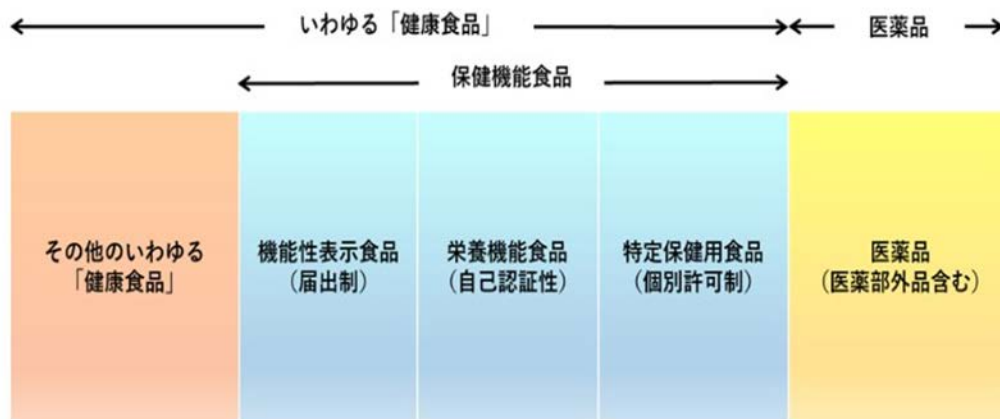 いわゆる「健康食品」
医薬品
保健機能食品
その他のいわゆる
「健康食品」
機能性表示食品
（届出制）
栄養機能食品
（自己認証性）
特定保健用食品
（個別許可制）
医薬品
（医薬部外品含む）